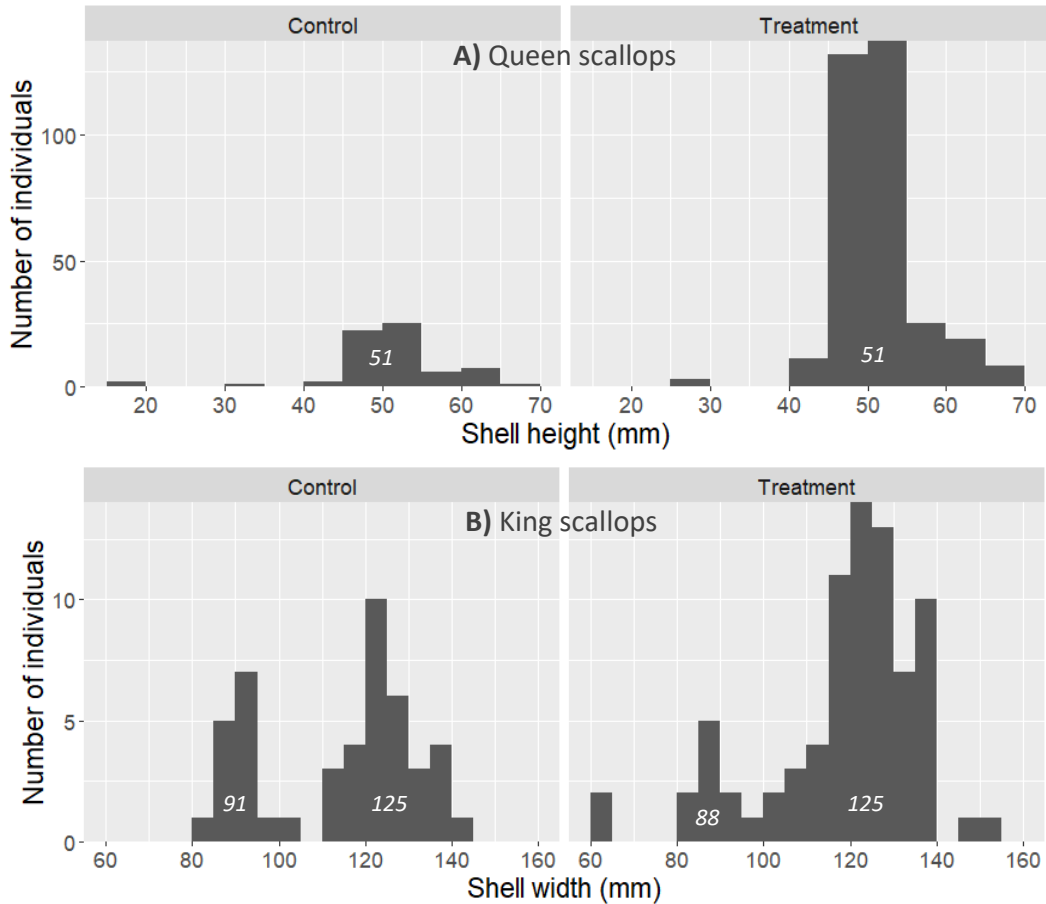 Control Treatment
A) Queen scallops
Number of individuals
100
50
0
51 51
20 30 40 50 60 70 20 30 40 50 60 70
Shell height (mm)
Control Treatment
B) King scallops
Number of individuals
10
5
0
91 125 88 125
60 80 100 120 140 160 60 80 100 120 140 160
Shell width (mm)